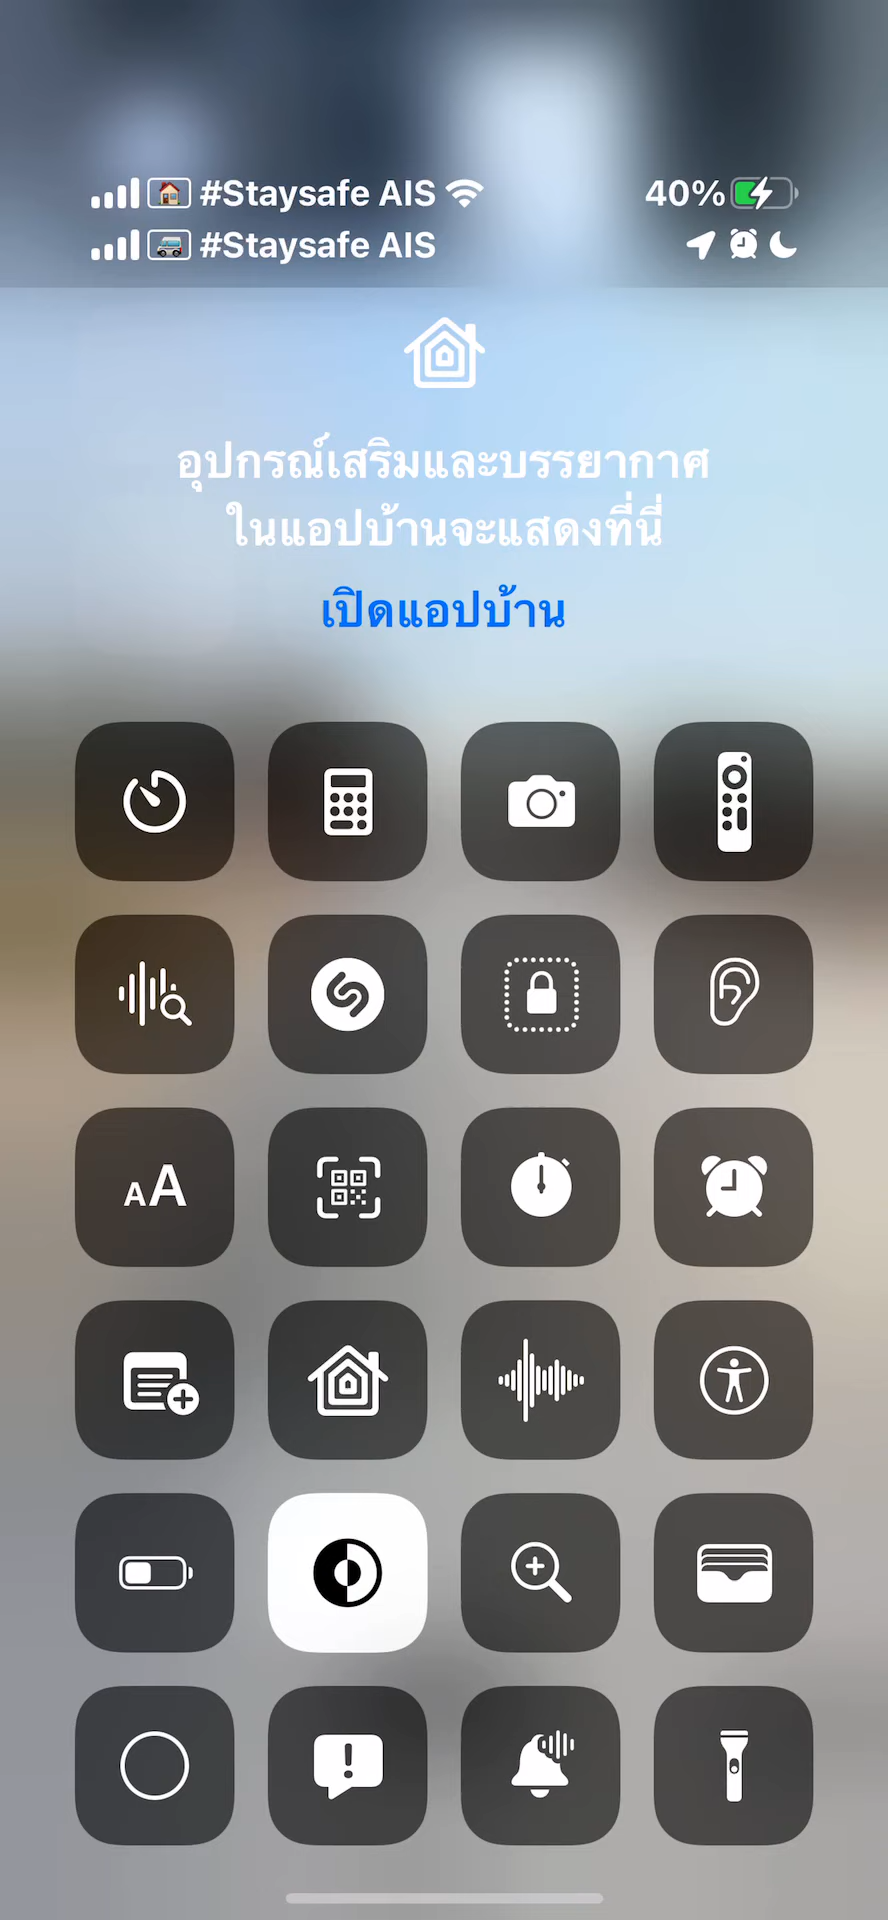 #Staysafe AIS 40%
#Staysafe AIS
อุปกรณ์เสริมและบรรยากาศ
ในแอปบ้านจะแสดงที่นี่
เปิดแอปบ้าน
AA